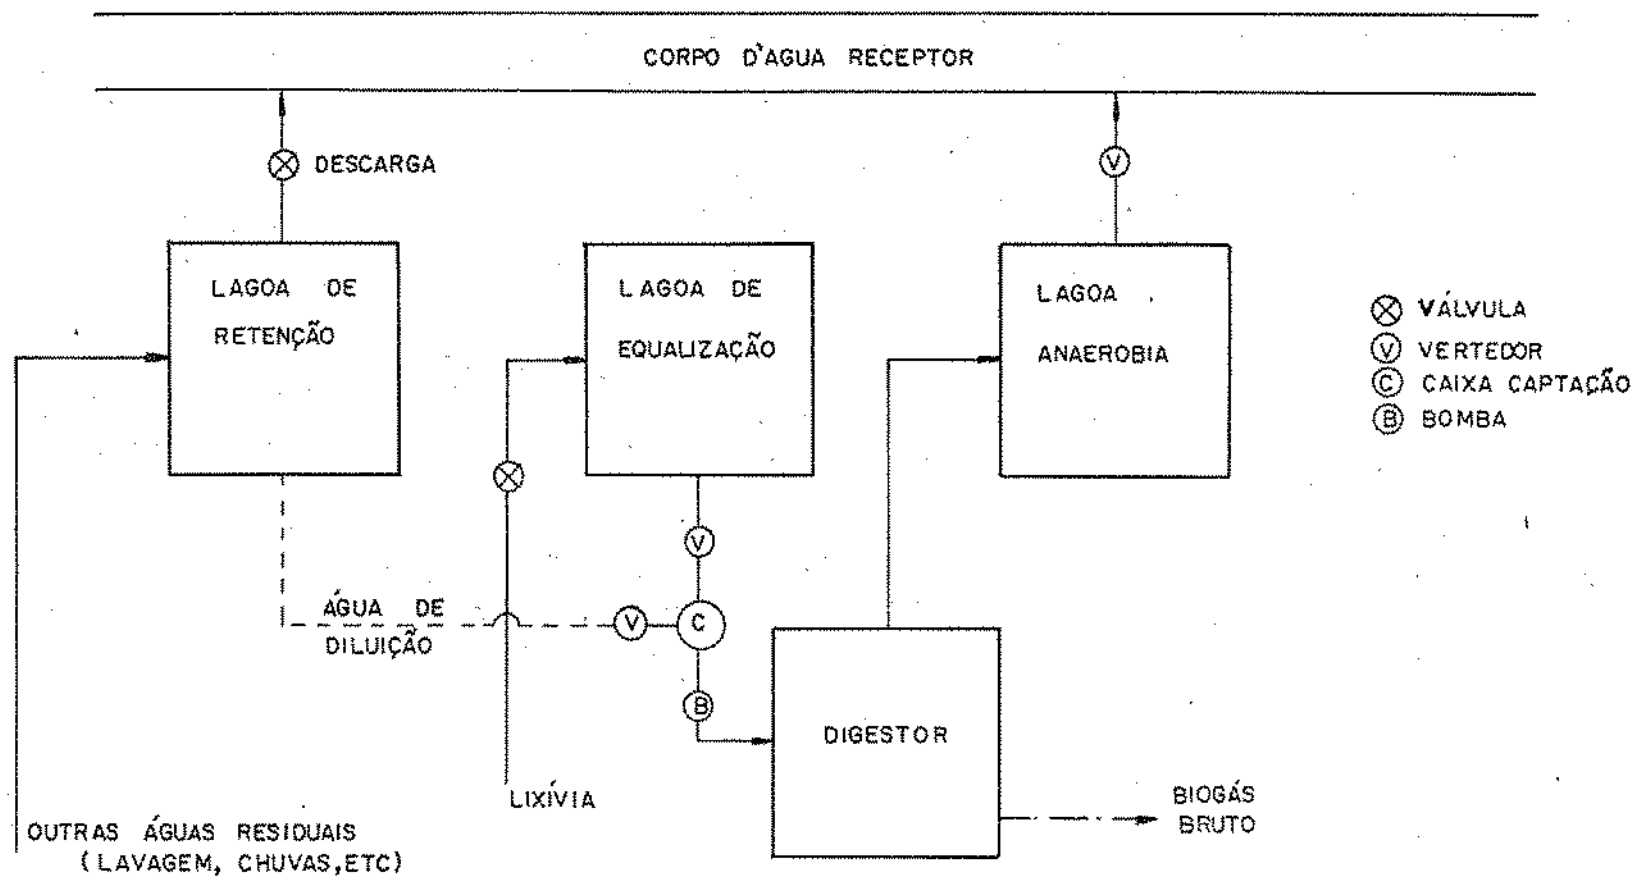 CORPO D'AGUA RECEPTOR
DESCARGA
V
LAGOA DE
RETENÇÃO
LAGOA DE
EQUALIZAÇÃO
LAGOA
ANAEROBIA
VÁLVULA
V VERTEDOR
C CAIXA CAPTAÇÃO
B BOMBA
V
ÁGUA DE
DILUIÇÃO
V
C
B
DIGESTOR
LIXÍVIA
BIOGÁS
BRUTO
OUTRAS ÁGUAS RESIDUAIS
(LAVAGEM, CHUVAS,ETC)